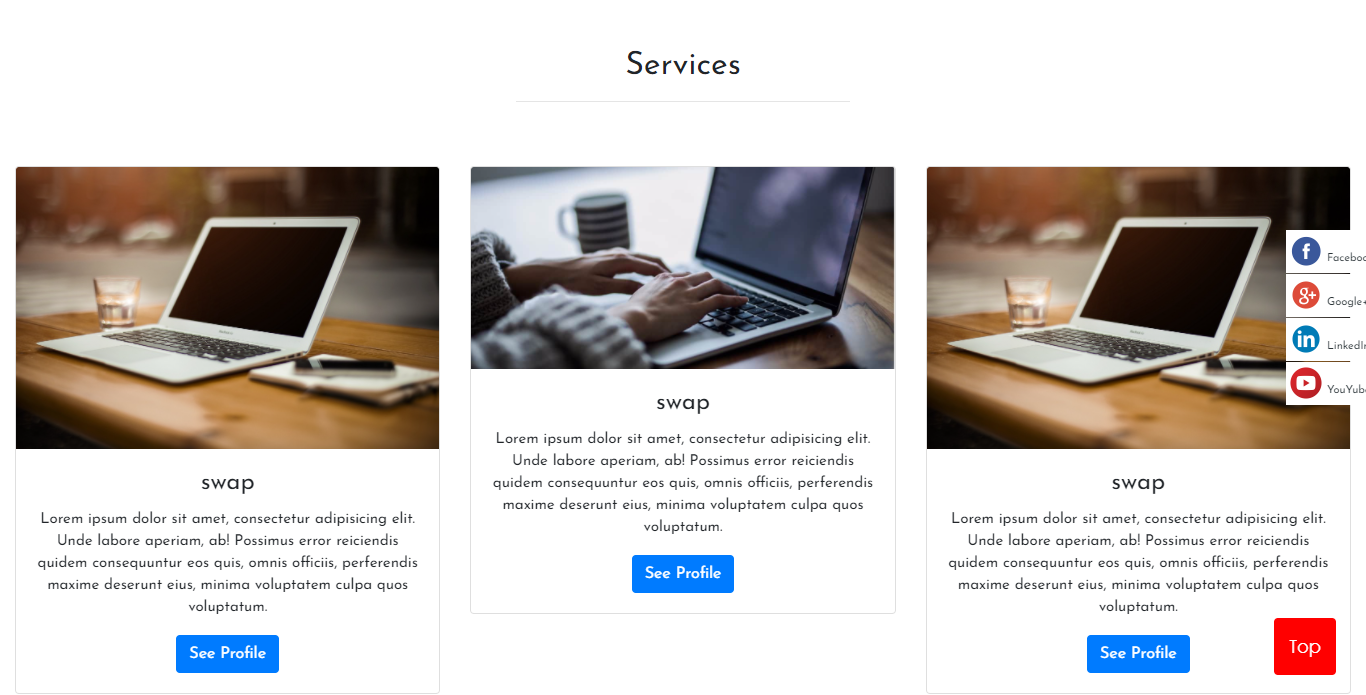 Services
swap
Lorem ipsum dolor sit amet, consectetur adipisicing elit.
Unde labore aperiam, ab! Possimus error reiciendis
quidem consequuntur eos quis, omnis officiis, perferendis
maxime deserunt eius, minima voluptatem culpa quos
voluptatum.
See Profile
swap
Lorem ipsum dolor sit amet, consectetur adipisicing elit.
Unde labore aperiam, ab! Possimus error reiciendis
quidem consequuntur eos quis, omnis officiis, perferendis
maxime deserunt eius, minima voluptatem culpa quos
voluptatum.
See Profile
swap
Lorem ipsum dolor sit amet, consectetur adipisicing elit.
Unde labore aperiam, ab! Possimus error reiciendis
quidem consequuntur eos quis, omnis officiis, perferendis
maxime deserunt eius, minima voluptatem culpa quos
voluptatum.
See Profile
f Faceboo
g+ Google+
in LinkedIn
YouYub
Top